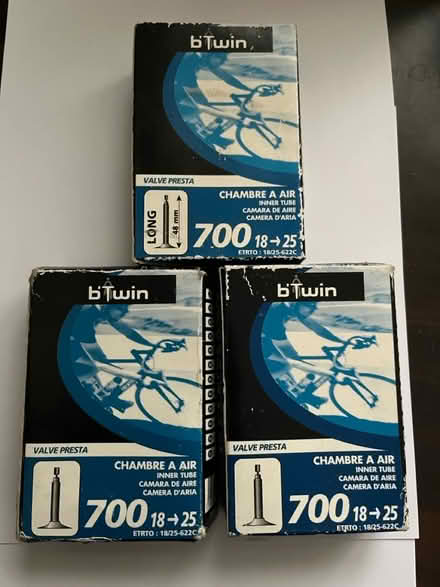 b'Twin
VALVE PRESTA
CHAMBRE A AIR
INNER TUBE
CAMARA DE AIRE
CAMERA D'ARIA
LONG
48 mm
700 18→25
ETRTO : 18/25-622C
b'Twin
VALVE PRESTA
CHAMBRE A AIR
INNER TUBE
CAMARA DE AIRE
CAMERA D'ARIA
700 18→25
ETRTO : 18/25-622C
b'Twin
VALVE PRESTA
CHAMBRE A AIR
INNER TUBE
CAMARA DE AIRE
CAMERA D'ARIA
700 18→25
ETRTO : 18/25-622C